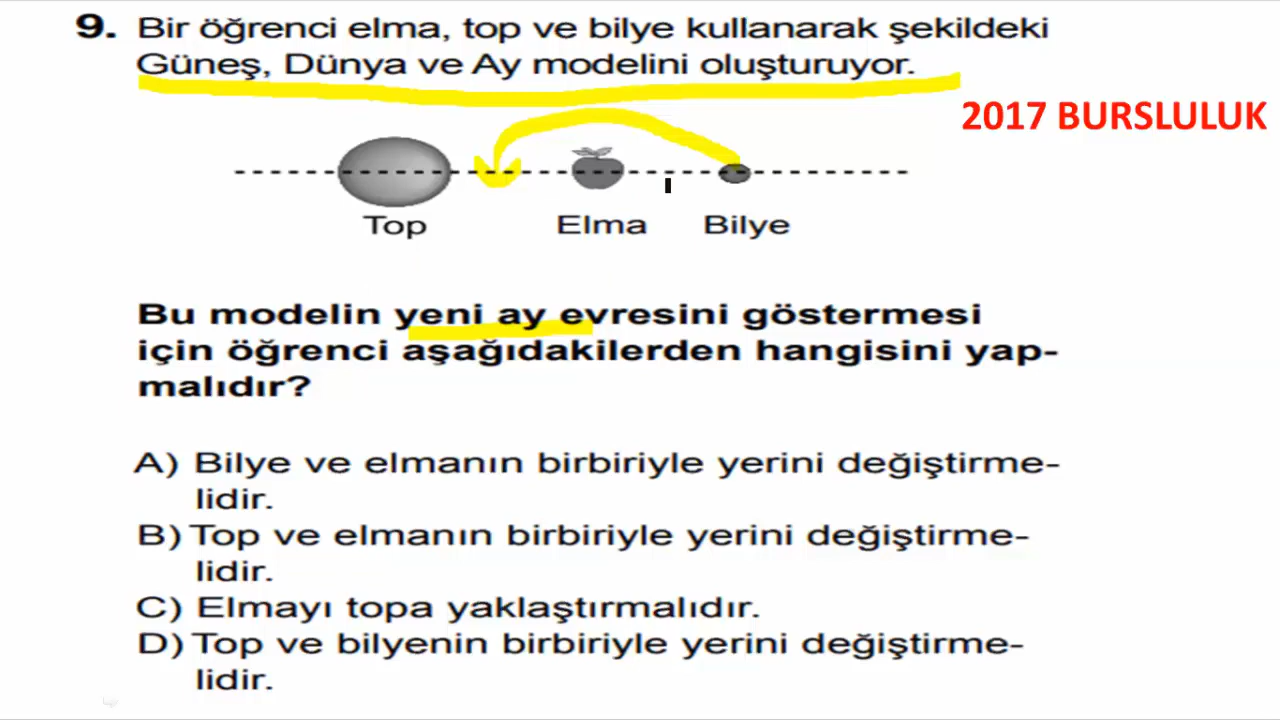 9. Bir öğrenci elma, top ve bilye kullanarak şekildeki
Güneş, Dünya ve Ay modelini oluşturuyor.
2017 BURSLULUK
Top Elma Bilye
Bu modelin yeni ay evresini göstermesi
için öğrenci aşağıdakilerden hangisini yap-
malıdır?
A) Bilye ve elmanın birbiriyle yerini değiştirme-
lidir.
B) Top ve elmanın birbiriyle yerini değiştirme-
lidir.
C) Elmayı topa yaklaştırmalıdır.
D) Top ve bilyenin birbiriyle yerini değiştirme-
lidir.